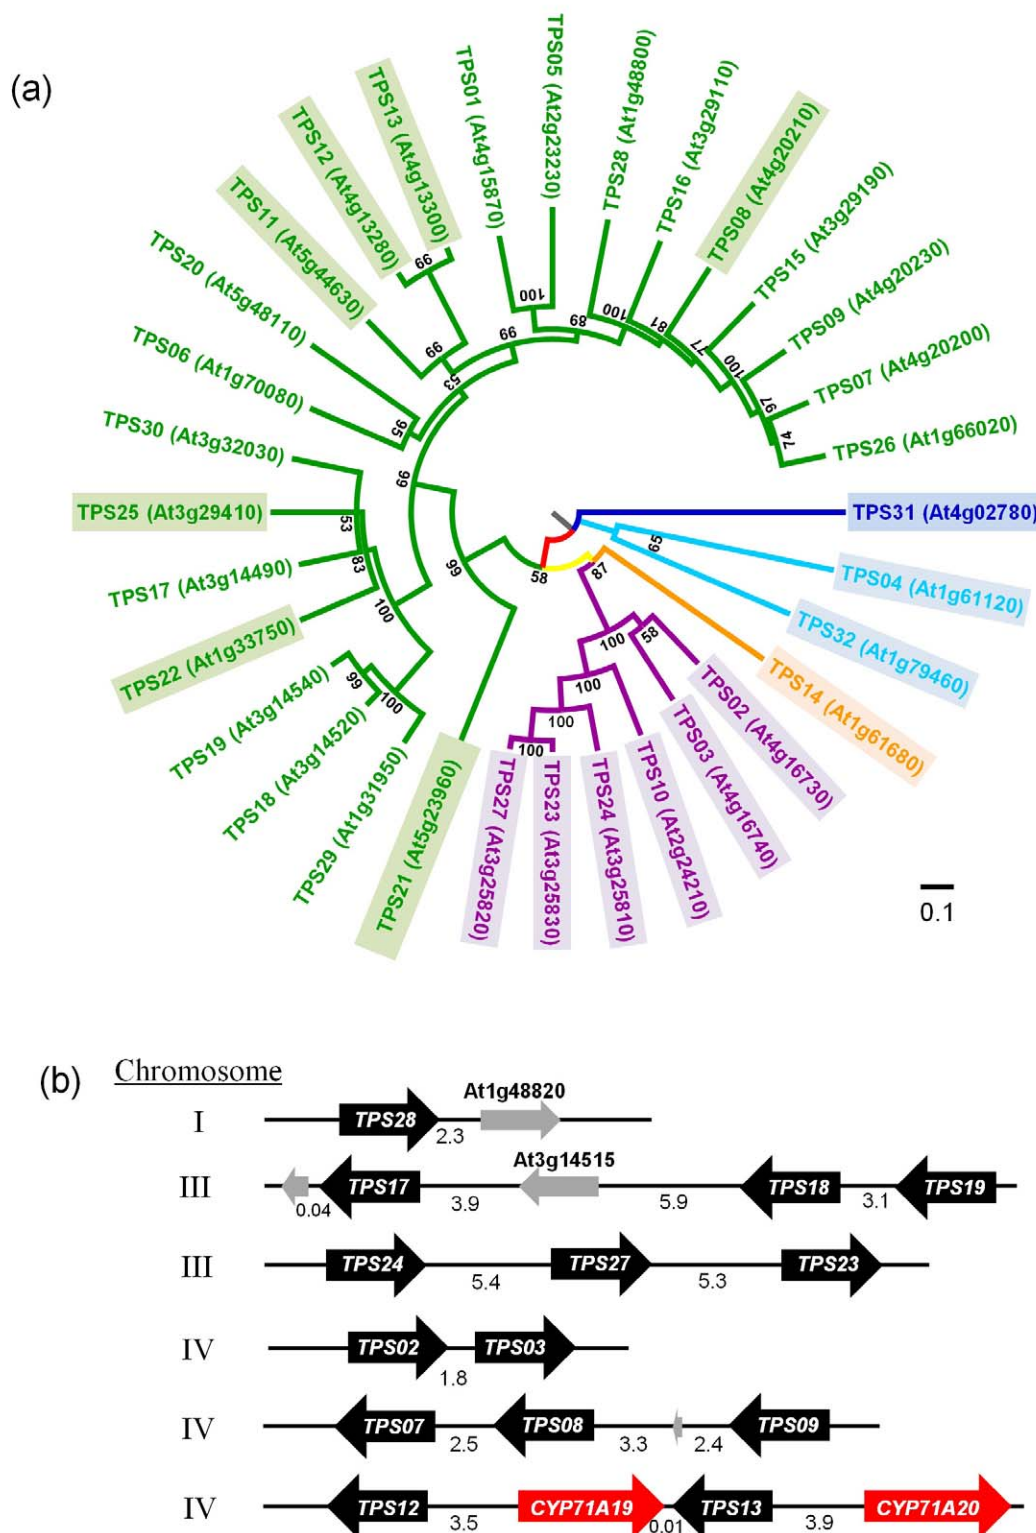 (a)
TPS01 (At4g15870)
TPS05 (At2g23230)
TPS28 (At1g48800)
TPS16 (At3g29110)
TPS08 (At4g20210)
TPS15 (At3g29190)
TPS09 (At4g20230)
TPS07 (At4g20200)
TPS26 (At1g66020)
TPS31 (At4g02780)
TPS04 (At1g61120)
TPS32 (At1g79460)
TPS14 (At1g61680)
TPS02 (At4g16730)
TPS03 (At4g16740)
TPS10 (At2g24210)
TPS24 (At3g25810)
TPS23 (At3g25830)
TPS27 (At3g25820)
TPS21 (At5g23960)
TPS29 (At1g31950)
TPS18 (At3g14520)
TPS19 (At3g14540)
TPS22 (At1g33750)
TPS17 (At3g14490)
TPS25 (At3g29410)
TPS30 (At3g32030)
TPS06 (At1g70080)
TPS20 (At5g48110)
TPS11 (At5g44630)
TPS12 (At4g13280)
TPS13 (At4g13300)
99
100
99
89
100
81
77
100
97
74
99
53
95
99
53
83
100
99
100
99
58
87
65
100
58
100
100
100
0.1
(b)
Chromosome
I
TPS28
2.3
At1g48820
III
0.04
TPS17
3.9
At3g14515
5.9
TPS18
3.1
TPS19
III
TPS24
5.4
TPS27
5.3
TPS23
IV
TPS02
1.8
TPS03
IV
TPS07
2.5
TPS08
3.3
2.4
TPS09
IV
TPS12
3.5
CYP71A19
0.01
TPS13
3.9
CYP71A20